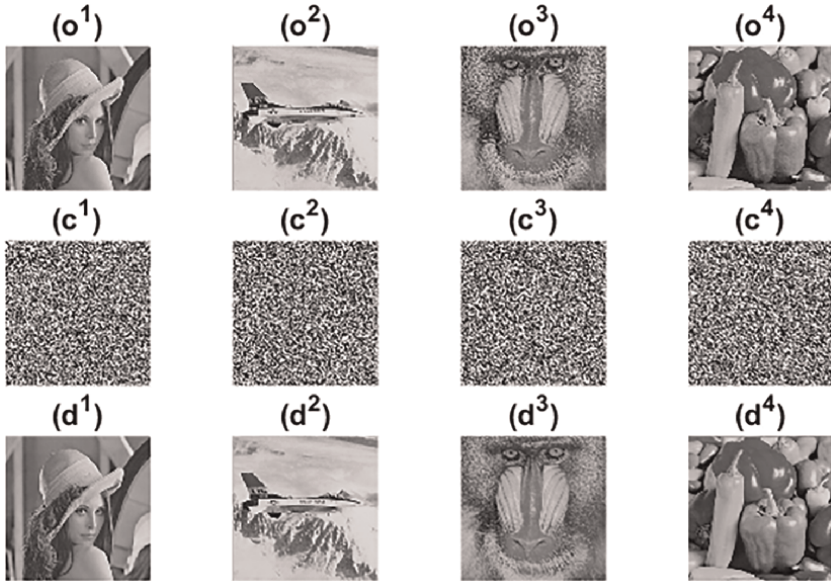 (o¹) (o²) (o³) (o⁴)
(c¹) (c²) (c³) (c⁴)
(d¹) (d²) (d³) (d⁴)